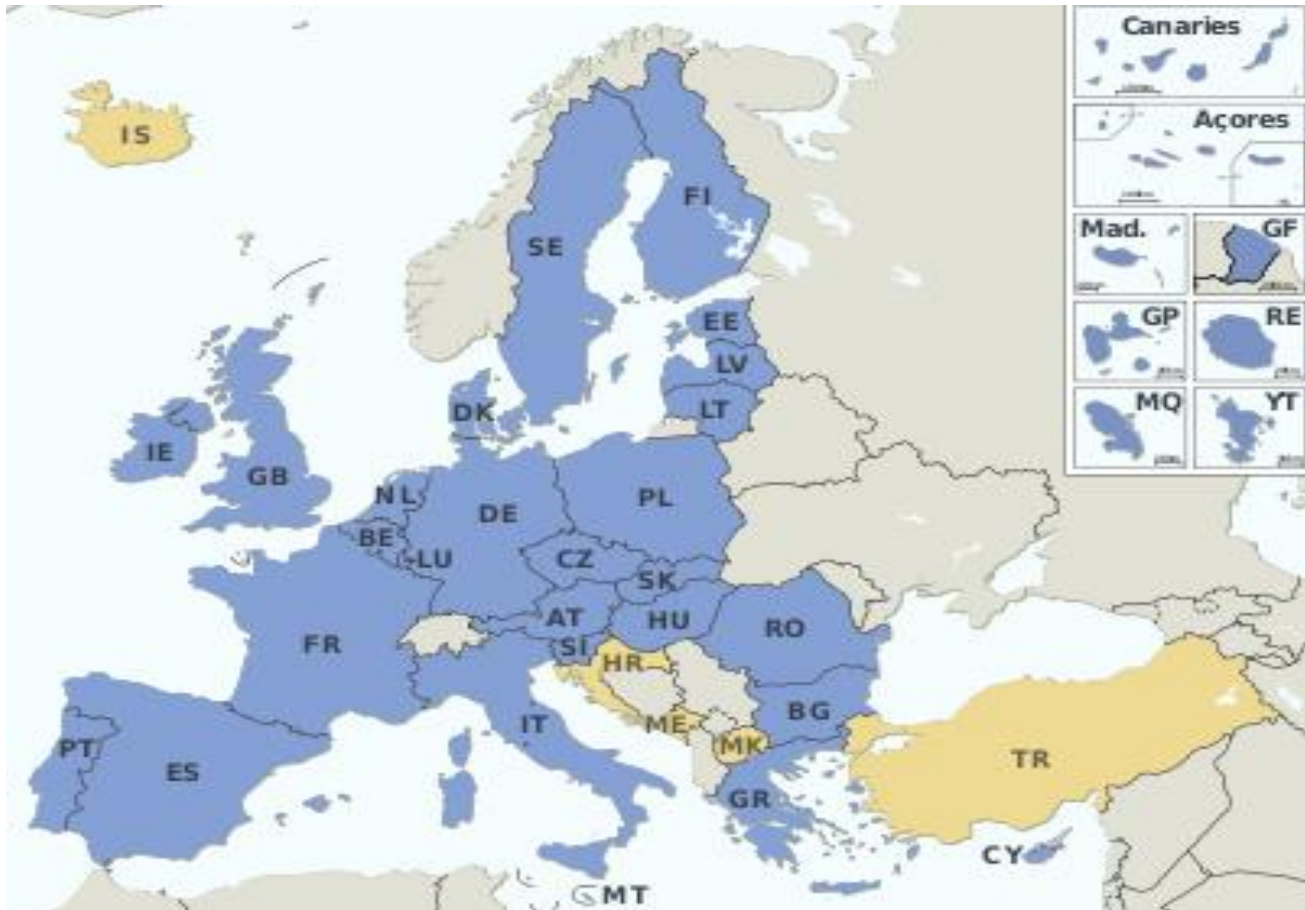 Canaries
Açores
Mad.
GF
GP
RE
MQ
YT
IS
FI
SE
EE
LV
LT
DK
IE
GB
NL
DE
PL
BE
LU
CZ
SK
AT
HU
RO
FR
SI
HR
IT
ME
BG
MK
PT
ES
TR
GR
CY
MT